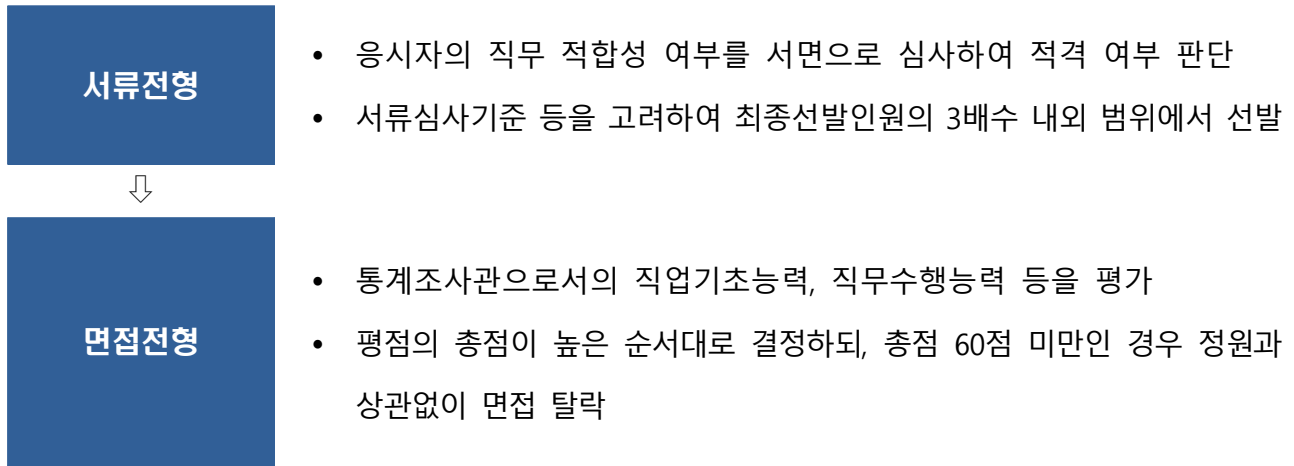 서류전형
• 응시자의 직무 적합성 여부를 서면으로 심사하여 적격 여부 판단
• 서류심사기준 등을 고려하여 최종선발인원의 3배수 내외 범위에서 선발
⇩
면접전형
• 통계조사관으로서의 직업기초능력, 직무수행능력 등을 평가
• 평점의 총점이 높은 순서대로 결정하되, 총점 60점 미만인 경우 정원과
상관없이 면접 탈락